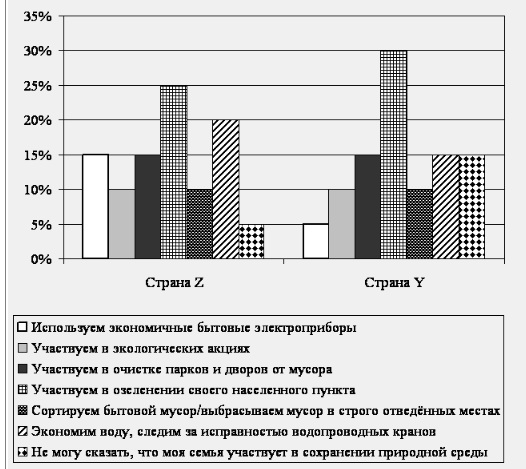 35%
30%
25%
20%
15%
10%
5%
0%
Страна Z Страна Y
Используем экономичные бытовые электроприборы
Участвуем в экологических акциях
Участвуем в очистке парков и дворов от мусора
Участвуем в озеленении своего населенного пункта
Сортируем бытовой мусор/выбрасываем мусор в строго отведённых местах
Экономим воду, следим за исправностью водопроводных кранов
Не могу сказать, что моя семья участвует в сохранении природной среды